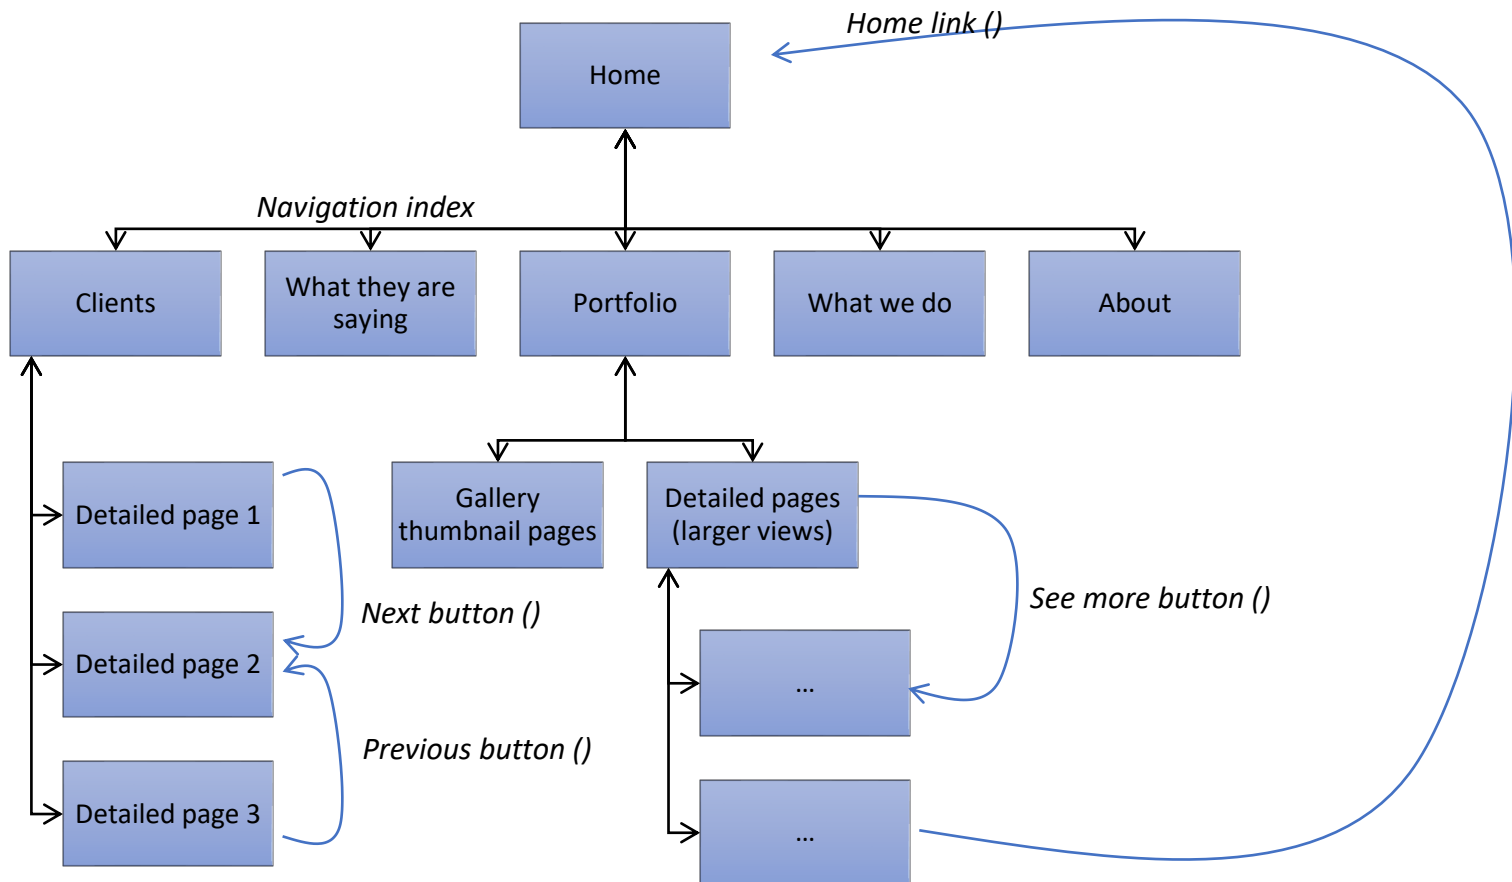 Home link ()
Home
Navigation index
Clients
What they are
saying
Portfolio
What we do
About
Detailed page 1
Gallery
thumbnail pages
Detailed pages
(larger views)
Next button ()
See more button ()
Detailed page 2
...
Previous button ()
Detailed page 3
...